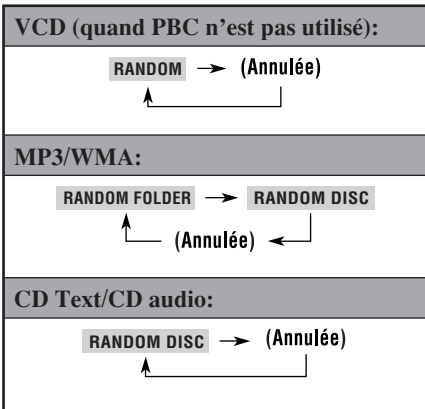 VCD (quand PBC n'est pas utilisé):
RANDOM → (Annulée)
MP3/WMA:
RANDOM FOLDER → RANDOM DISC
(Annulée)
CD Text/CD audio:
RANDOM DISC → (Annulée)